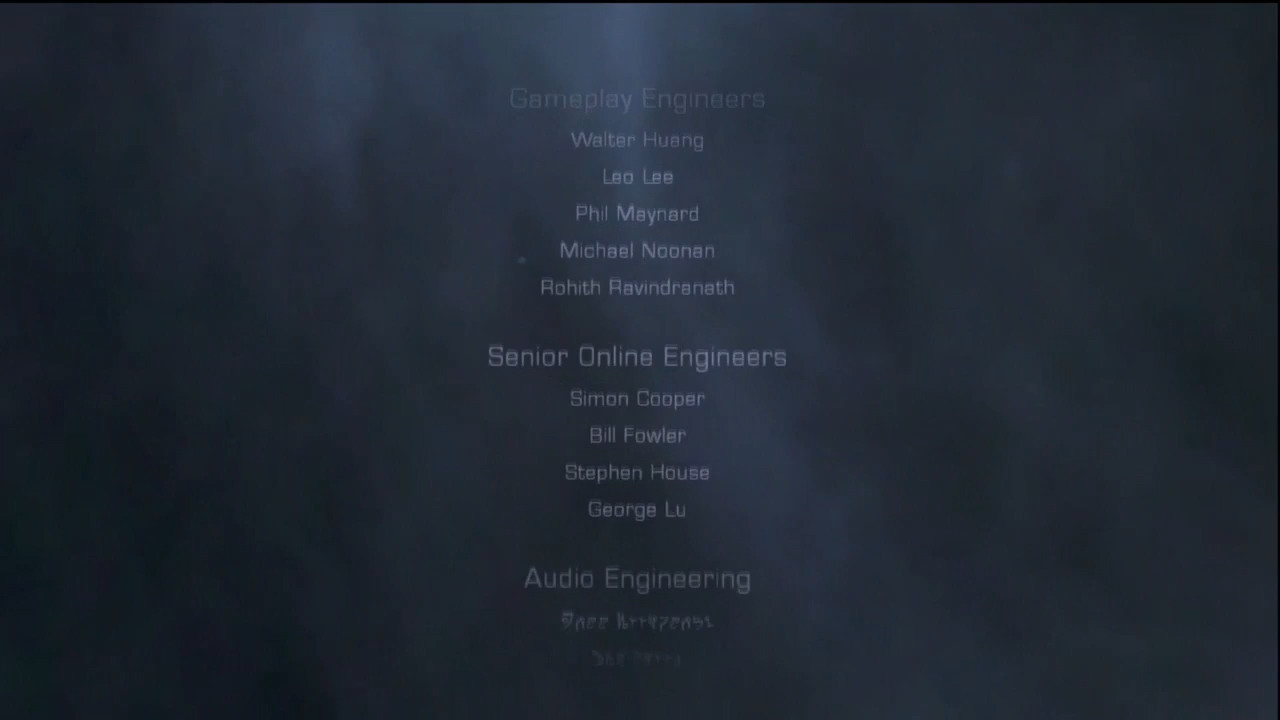 Gameplay Engineers
Walter Huang
Leo Lee
Phil Maynard
Michael Noonan
Rohith Ravindranath
Senior Online Engineers
Simon Cooper
Bill Fowler
Stephen House
George Lu
Audio Engineering